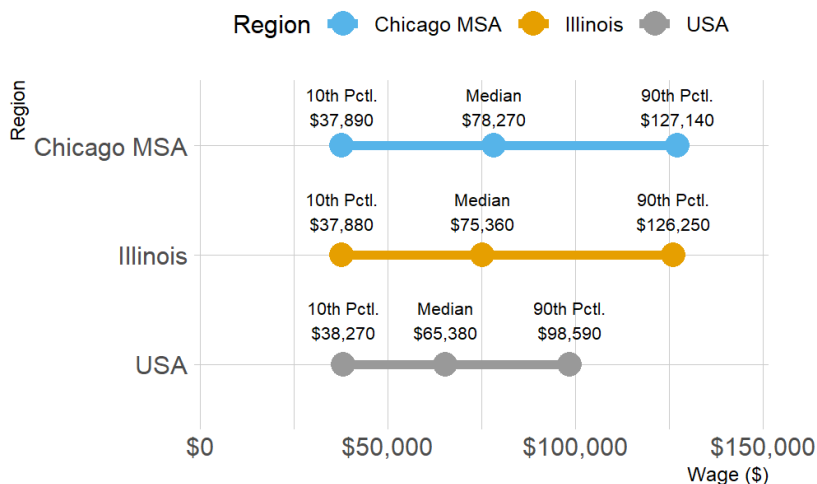 Region Chicago MSA Illinois USA
Region
10th Pctl. Median 90th Pctl.
$37,890 $78,270 $127,140
Chicago MSA
10th Pctl. Median 90th Pctl.
$37,880 $75,360 $126,250
Illinois
10th Pctl. Median 90th Pctl.
$38,270 $65,380 $98,590
USA
$0 $50,000 $100,000 $150,000
Wage ($)